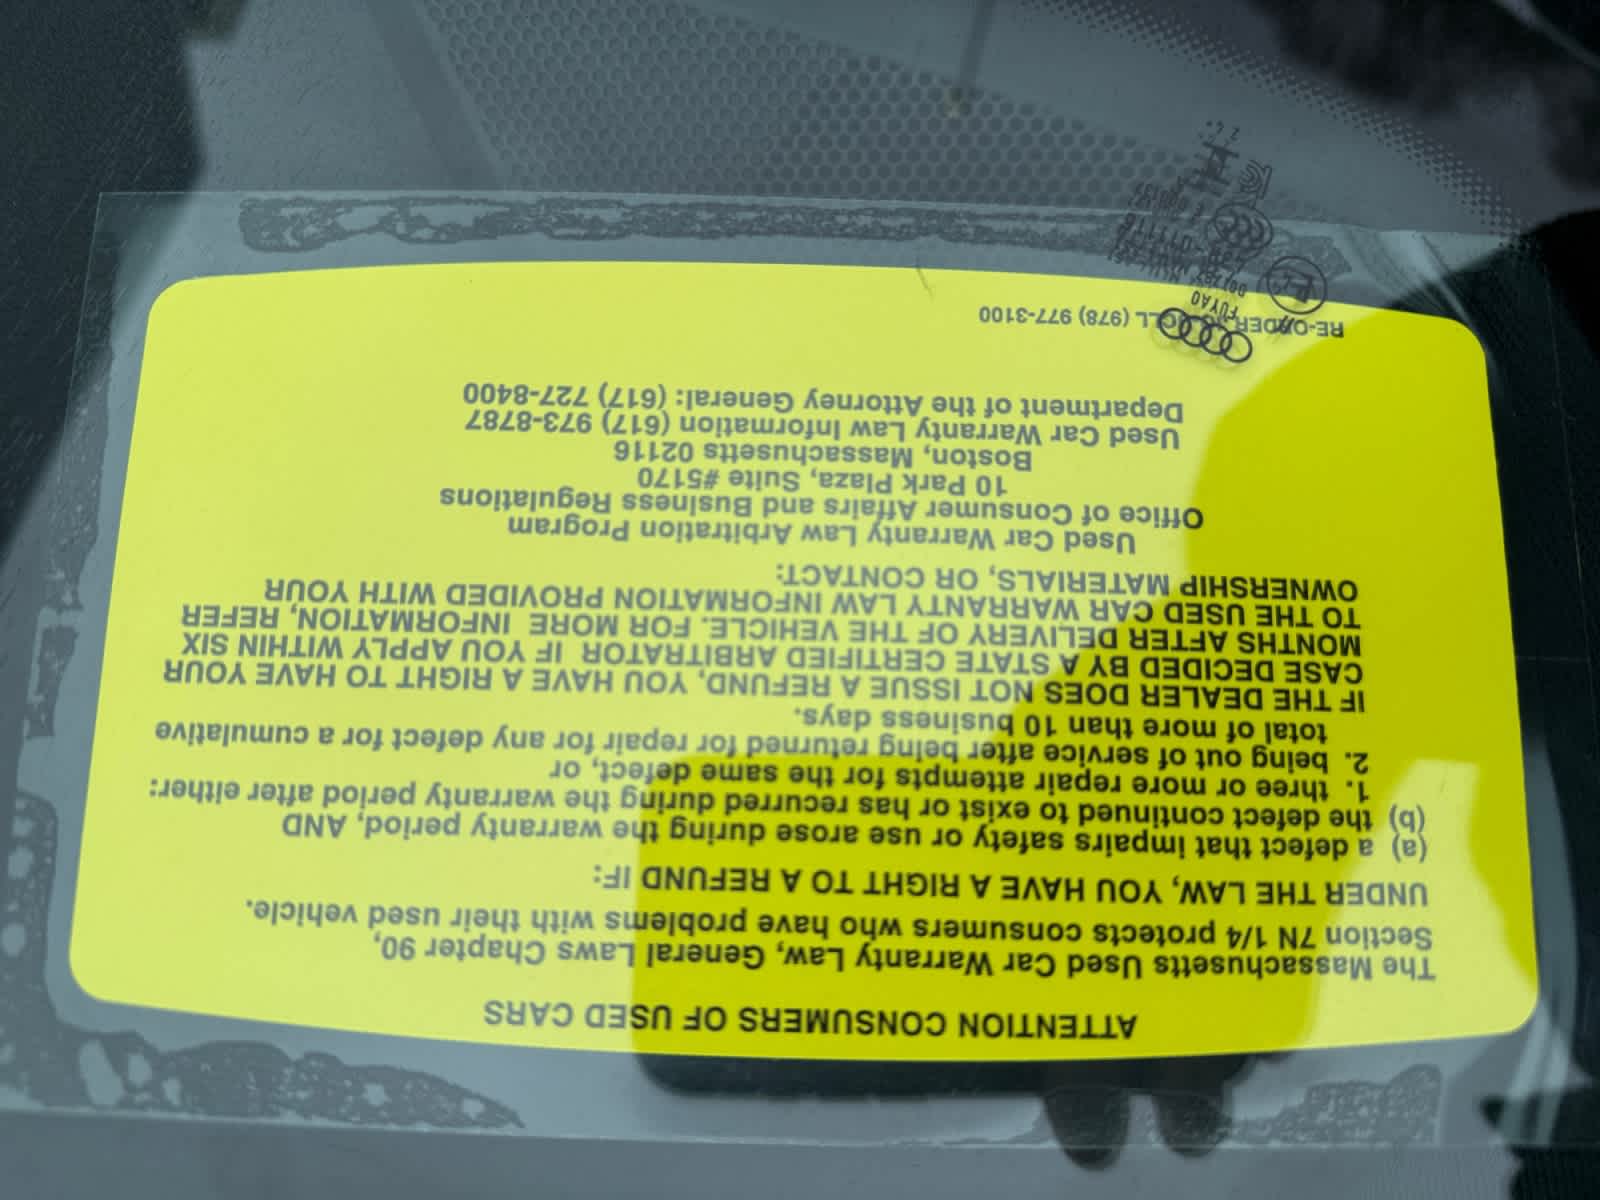 ATTENTION CONSUMERS OF USED CARS
The Massachusetts Used Car Warranty Law, General Laws Chapter 90,
Section 7N 1/4 protects consumers who have problems with their used vehicle.
UNDER THE LAW, YOU HAVE A RIGHT TO A REFUND IF:
(a) a defect that impairs safety or use arose during the warranty period, AND
(b) the defect continued to exist or has recurred during the warranty period after either:
1. three or more repair attempts for the same defect, or
2. being out of service after being returned for repair for any defect for a cumulative
total of more than 10 business days.
IF THE DEALER DOES NOT ISSUE A REFUND, YOU HAVE A RIGHT TO HAVE YOUR
CASE DECIDED BY A STATE CERTIFIED ARBITRATOR IF YOU APPLY WITHIN SIX
MONTHS AFTER DELIVERY OF THE VEHICLE. FOR MORE INFORMATION, REFER
TO THE USED CAR WARRANTY LAW INFORMATION PROVIDED WITH YOUR
OWNERSHIP MATERIALS, OR CONTACT:
Used Car Warranty Law Arbitration Program
Office of Consumer Affairs and Business Regulations
10 Park Plaza, Suite #5170
Boston, Massachusetts 02116
Used Car Warranty Law Information (617) 973-8787
Department of the Attorney General: (617) 727-8400
RE-ORDER (978) 977-3100
FUYAO